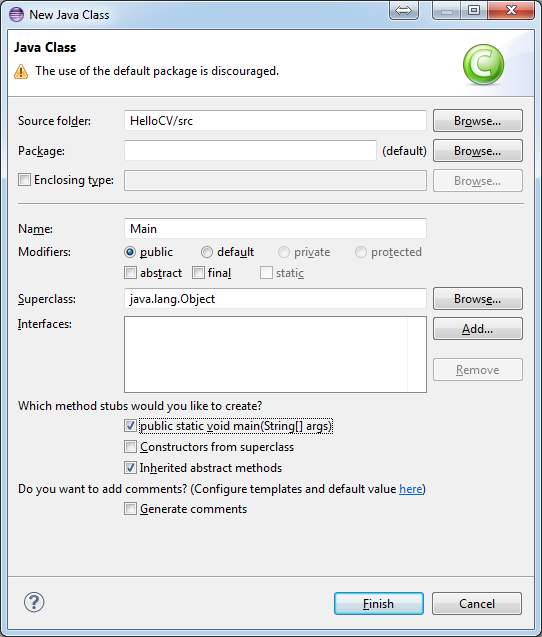 New Java Class
Java Class
The use of the default package is discouraged.
Source folder: HelloCV/src Browse...
Package: (default) Browse...
Enclosing type: Browse...
Name: Main
Modifiers: public default private protected
abstract final static
Superclass: java.lang.Object Browse...
Interfaces: Add...
Remove
Which method stubs would you like to create?
public static void main(String[] args)
Constructors from superclass
Inherited abstract methods
Do you want to add comments? (Configure templates and default value here)
Generate comments
? Finish Cancel